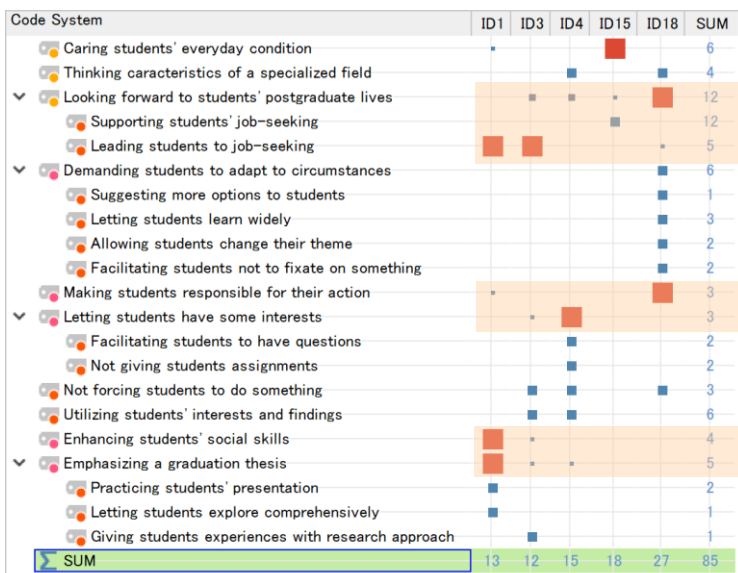 Code System ID1 ID3 ID4 ID15 ID18 SUM
Caring students' everyday condition 6
Thinking caracteristics of a specialized field 4
Looking forward to students' postgraduate lives 12
Supporting students' job-seeking 12
Leading students to job-seeking 5
Demanding students to adapt to circumstances 6
Suggesting more options to students 1
Letting students learn widely 3
Allowing students change their theme 2
Facilitating students not to fixate on something 2
Making students responsible for their action 3
Letting students have some interests 3
Facilitating students to have questions 2
Not giving students assignments 2
Not forcing students to do something 3
Utilizing students' interests and findings 6
Enhancing students' social skills 4
Emphasizing a graduation thesis 5
Practicing students' presentation 2
Letting students explore comprehensively 1
Giving students experiences with research approach 1
Σ SUM 13 12 15 18 27 85